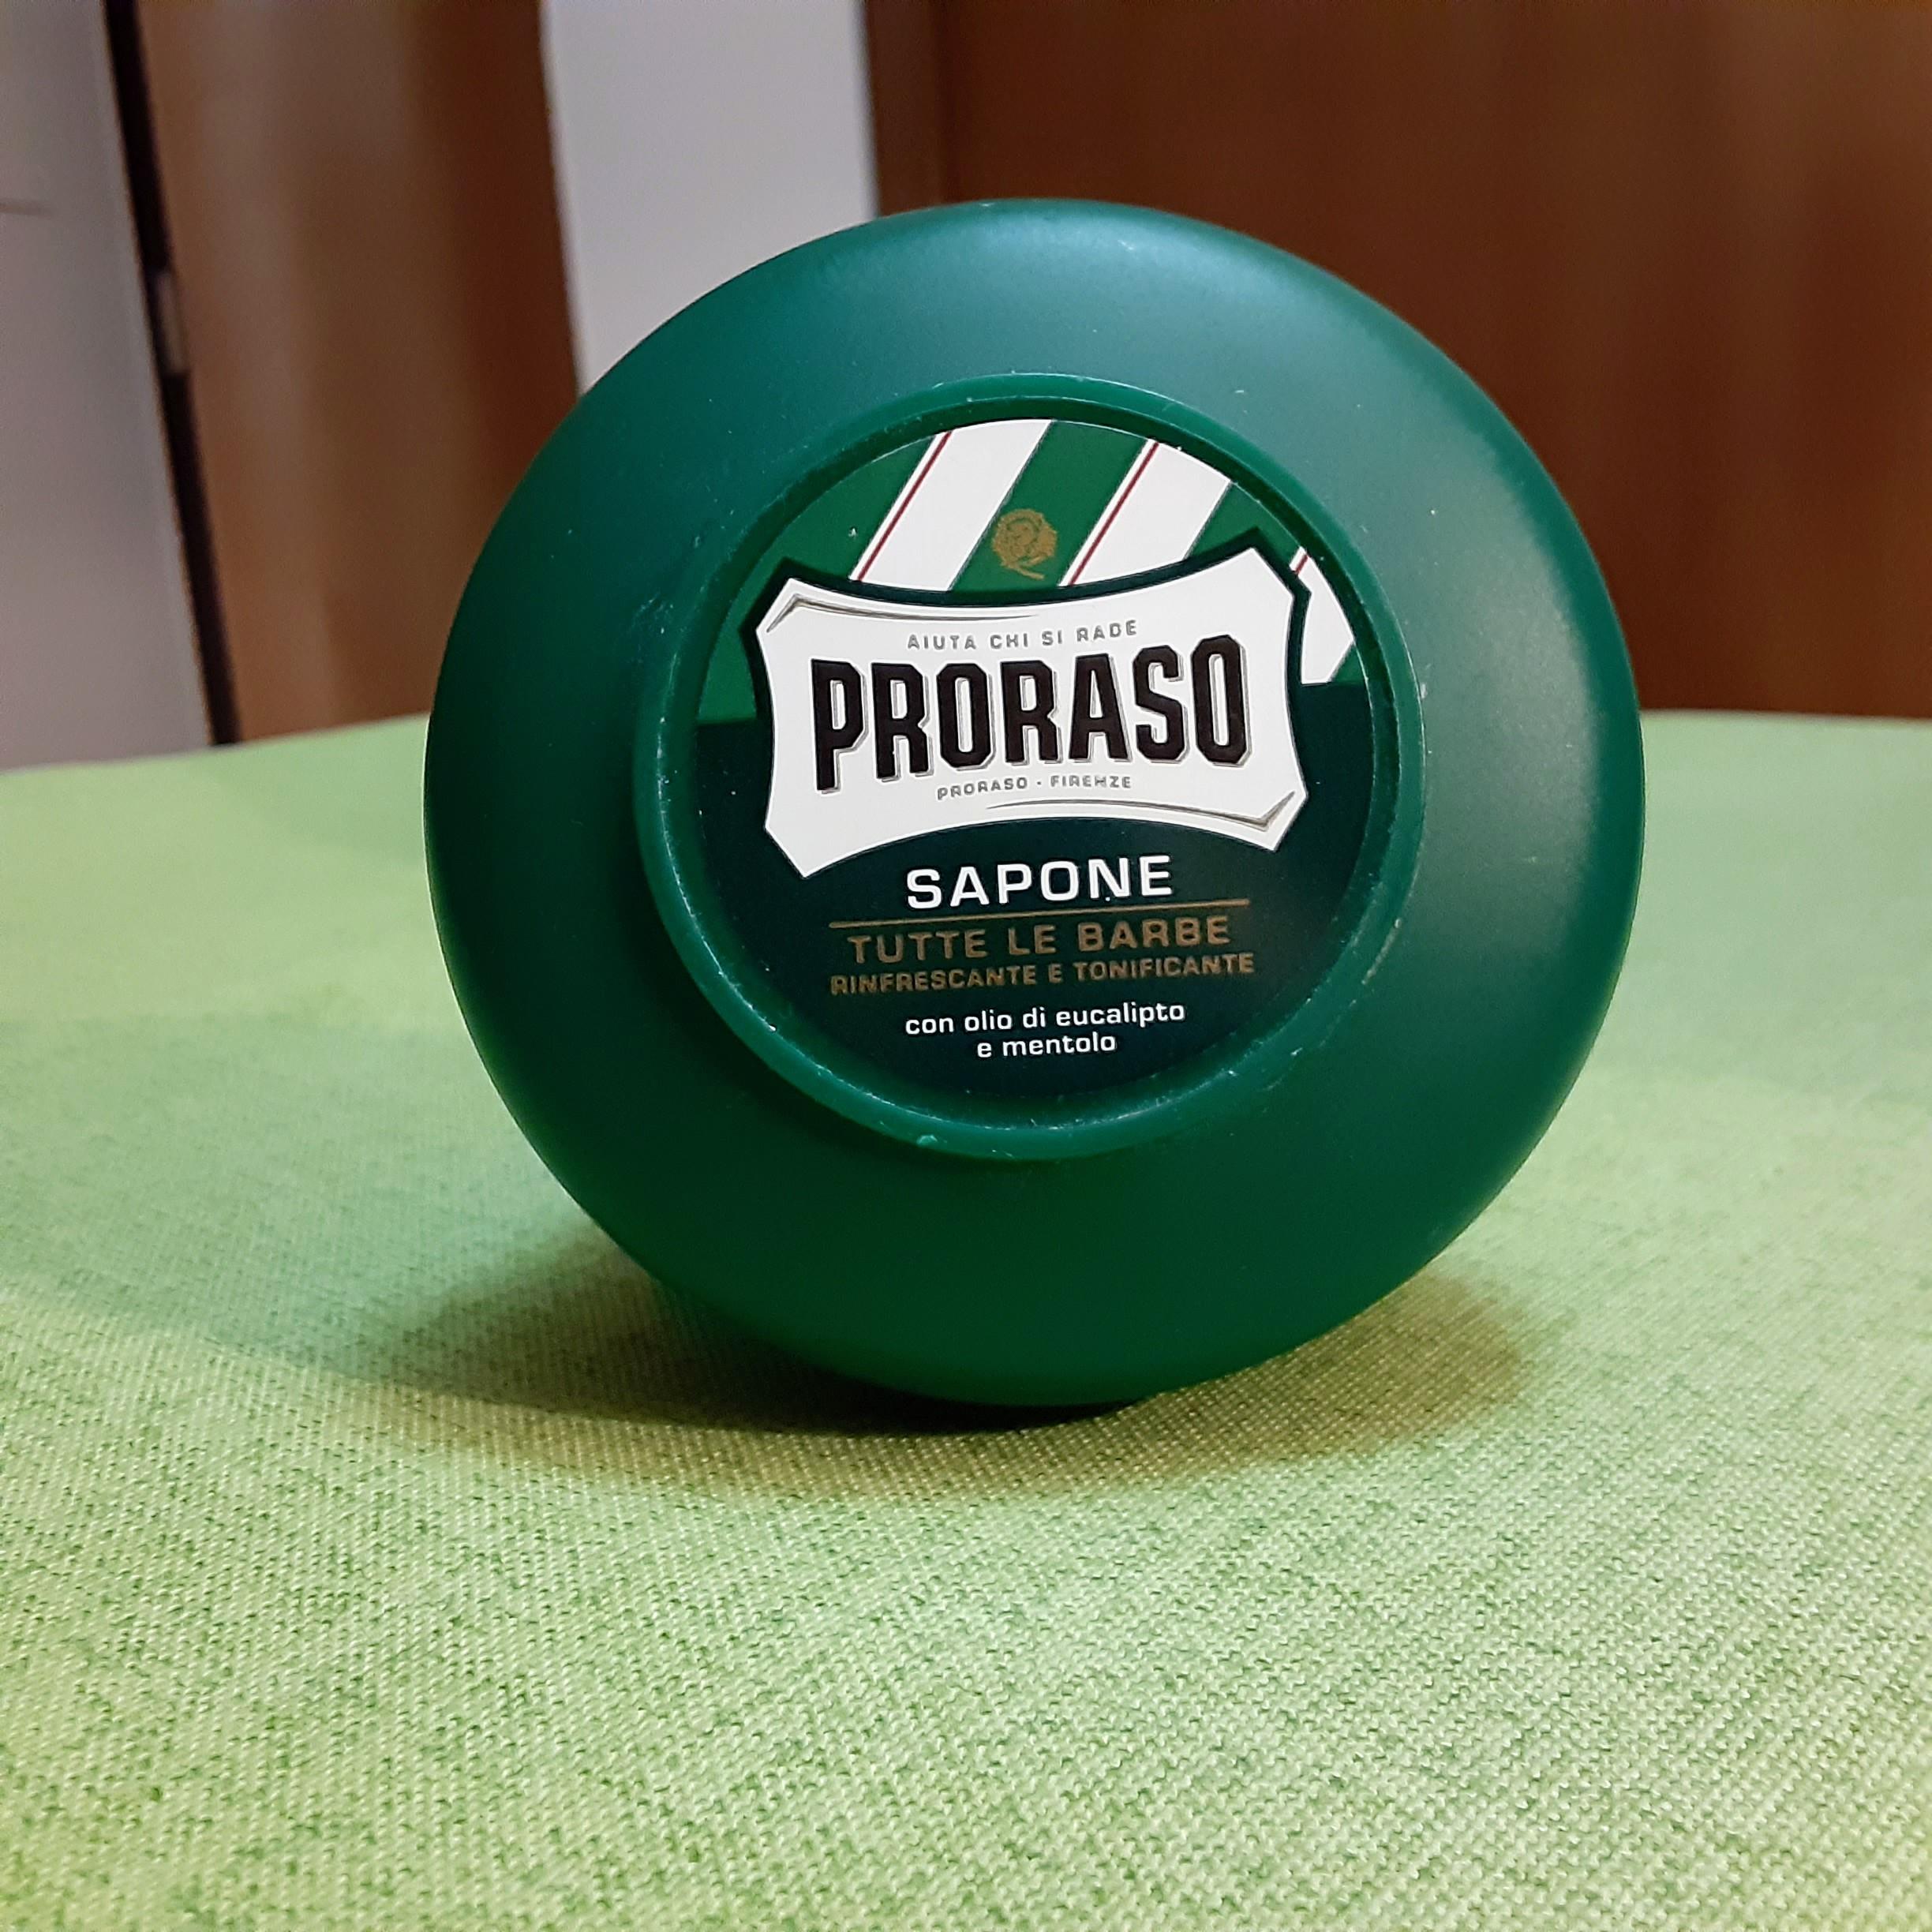 AIUTA CHI SI RADE
PRORASO
PRORASO - FIRENZE
SAPONE
TUTTE LE BARBE
RINFRESCANTE E TONIFICANTE
con olio di eucalipto
e mentolo